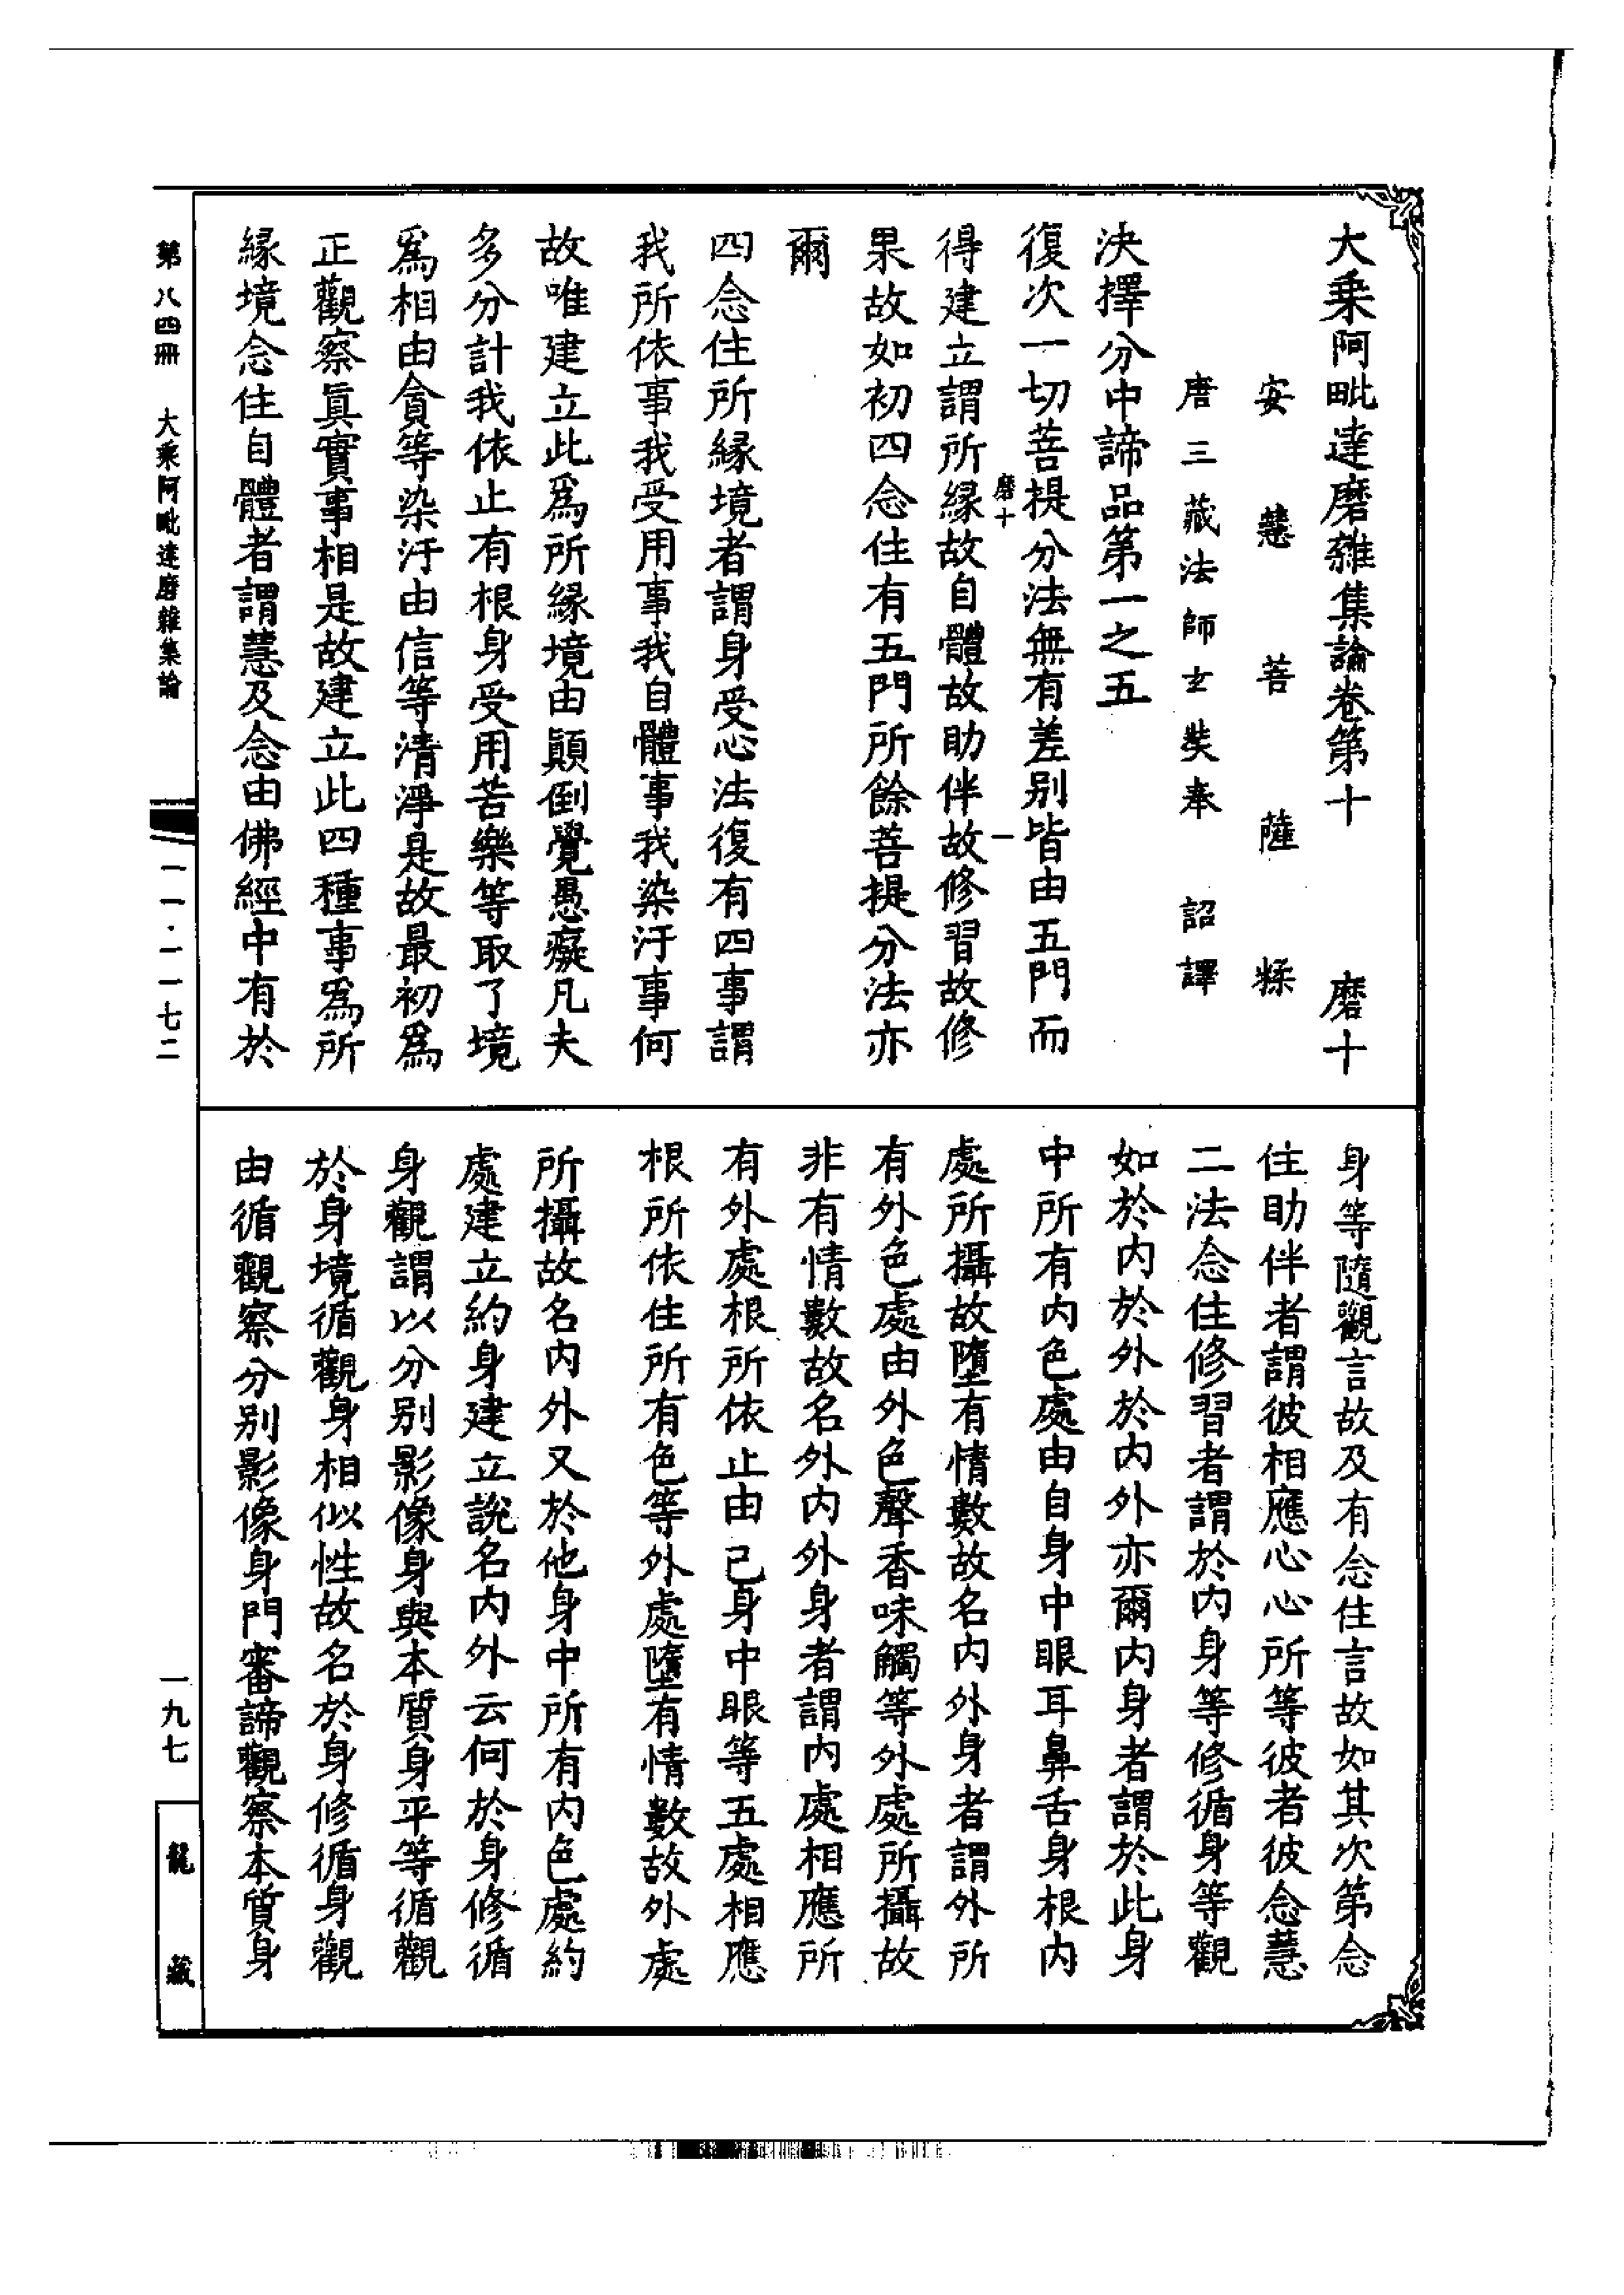 大乗阿毗達磨雜集論卷第十　磨十
安慧菩薩糅
唐三藏法師玄奘奉　詔譯
決擇分中諦品第一之五
復次一切菩提分法無有差别皆由五門而
磨十　一
得建立謂所縁故自體故助伴故修習故修
果故如初四念住有五門所餘菩提分法亦
爾
四念住所縁境者謂身受心法復有四事謂
我所依事我受用事我自體事我染汙事何
故唯建立此爲所縁境由顛倒覺愚癡凡夫
多分計我依止有根身受用苦樂等取了境
爲相由貪等染汙由信等清淨是故最初爲
正觀察眞實事相是故建立此四種事爲所
縁境念住自體者謂慧及念由佛經中有於
身等隨觀言故及有念住言故如其次第念
住助伴者謂彼相應心心所等彼者彼念慧
二法念住修習者謂於内身等修循身等觀
如於内於外於内外亦爾内身者謂於此身
中所有内色處由自身中眼耳鼻舌身根内
處所攝故墮有情數故名内外身者謂外所
有外色處由外色聲香味觸等外處所攝故
非有情數故名外内外身者謂内處相應所
有外處根所依止由己身中眼等五處相應
根所依住所有色等外處墮有情數故外處
所攝故名内外又於他身中所有内色處約
處建立約身建立說名内外云何於身修循
身觀謂以分别影像身與本質身平等循觀
於身境循觀身相似性故名於身修循身觀
由循觀察分别影像身門審諦觀察本質身
第八四冊　大乘阿毗達磨雜集論
一一·一一七二
一九七
龍藏